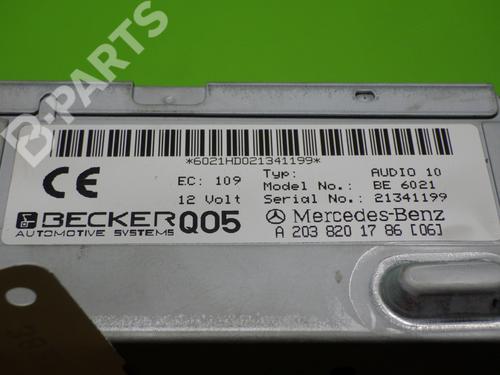 B-PARTS
*6021HD021341199*
CE
EC: 109
12 Volt
Typ: AUDIO 10
Model No.: BE 6021
Serial No.: 21341199
BECKER Q05
AUTOMOTIVE SYSTEMS
Mercedes-Benz
A 203 820 17 86 [06]